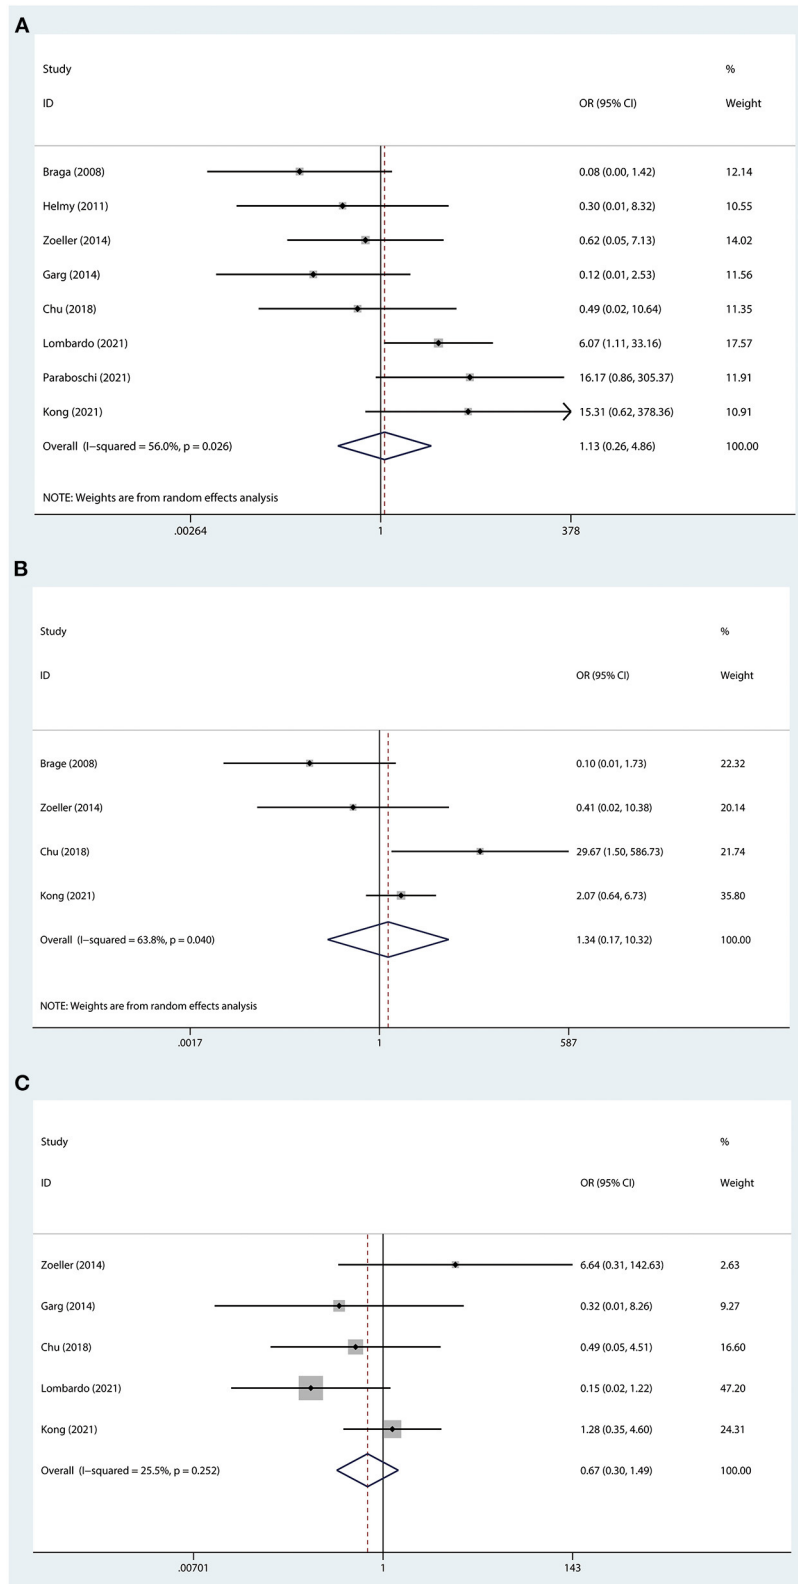 A
Study %
ID OR (95% CI) Weight
Braga (2008) 0.08 (0.00, 1.42) 12.14
Helmy (2011) 0.30 (0.01, 8.32) 10.55
Zoeller (2014) 0.62 (0.05, 7.13) 14.02
Garg (2014) 0.12 (0.01, 2.53) 11.56
Chu (2018) 0.49 (0.02, 10.64) 11.35
Lombardo (2021) 6.07 (1.11, 33.16) 17.57
Paraboschi (2021) 16.17 (0.86, 305.37) 11.91
Kong (2021) 15.31 (0.62, 378.36) 10.91
Overall (I−squared = 56.0%, p = 0.026) 1.13 (0.26, 4.86) 100.00
NOTE: Weights are from random effects analysis
.00264 1 378
B
Study %
ID OR (95% CI) Weight
Brage (2008) 0.10 (0.01, 1.73) 22.32
Zoeller (2014) 0.41 (0.02, 10.38) 20.14
Chu (2018) 29.67 (1.50, 586.73) 21.74
Kong (2021) 2.07 (0.64, 6.73) 35.80
Overall (I−squared = 63.8%, p = 0.040) 1.34 (0.17, 10.32) 100.00
NOTE: Weights are from random effects analysis
.0017 1 587
C
Study %
ID OR (95% CI) Weight
Zoeller (2014) 6.64 (0.31, 142.63) 2.63
Garg (2014) 0.32 (0.01, 8.26) 9.27
Chu (2018) 0.49 (0.05, 4.51) 16.60
Lombardo (2021) 0.15 (0.02, 1.22) 47.20
Kong (2021) 1.28 (0.35, 4.60) 24.31
Overall (I−squared = 25.5%, p = 0.252) 0.67 (0.30, 1.49) 100.00
.00701 1 143